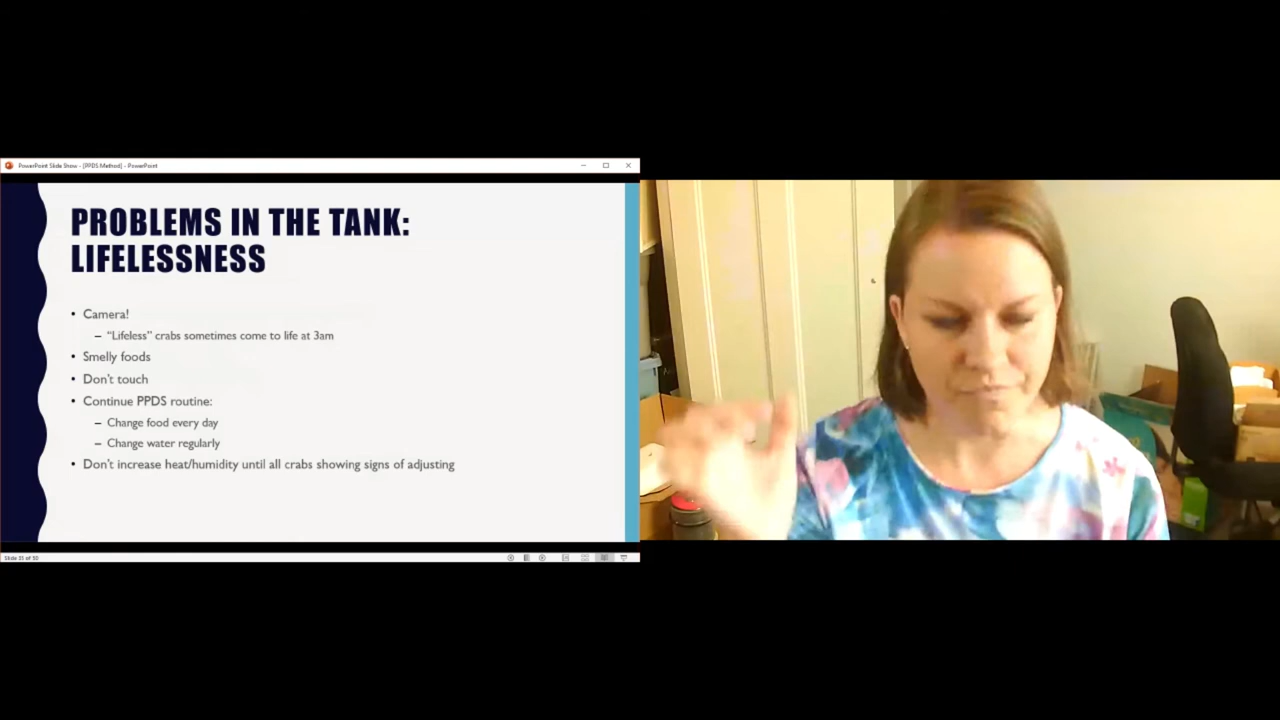 PowerPoint Slide Show - [PPDS Method] - PowerPoint
PROBLEMS IN THE TANK:
LIFELESSNESS
• Camera!
– “Lifeless” crabs sometimes come to life at 3am
• Smelly foods
• Don’t touch
• Continue PPDS routine:
– Change food every day
– Change water regularly
• Don’t increase heat/humidity until all crabs showing signs of adjusting